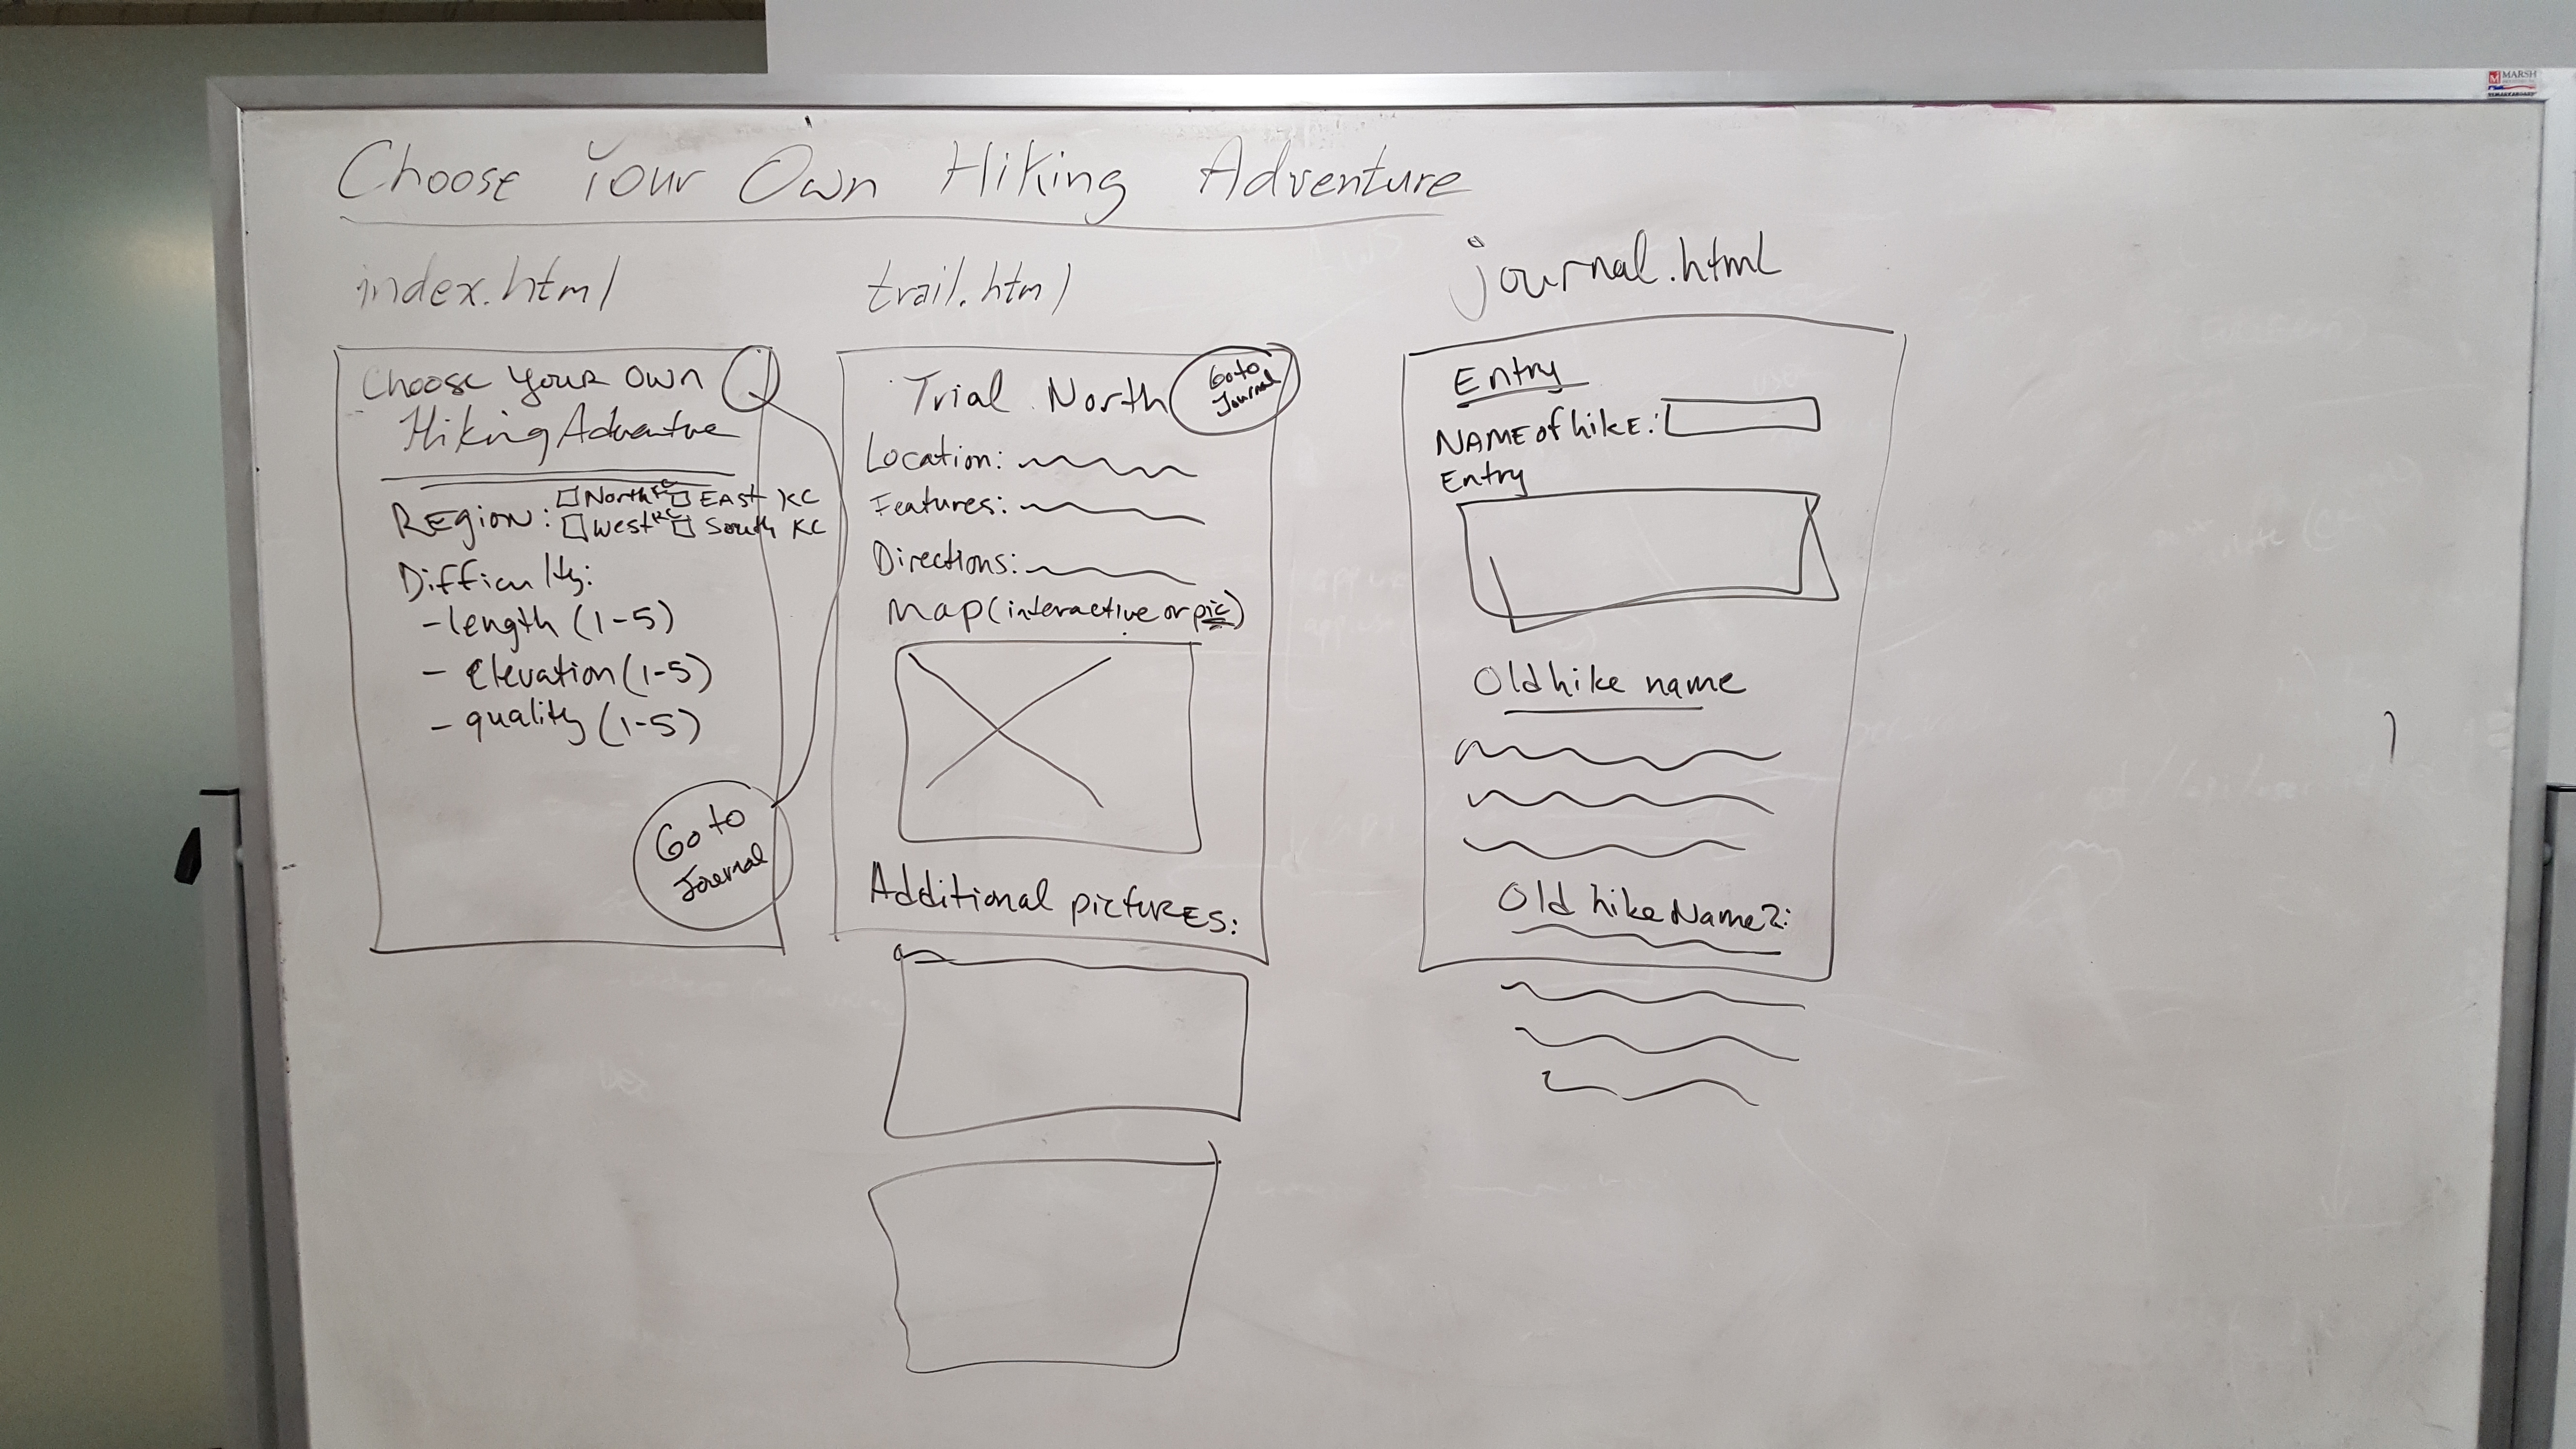 MARSH
Choose Your Own Hiking Adventure
index.html
Choose Your Own
Hiking Adventure
Region: North KC East KC
West KC South KC
Difficulty:
- length (1-5)
- Elevation (1-5)
- quality (1-5)
Go to
Journal
trail.html
Trial North
Go to
Journal
Location:
Features:
Directions:
Map (interactive or pic)
Additional pictures:
journal.html
Entry
Name of hike:
Entry
Old hike name
Old hike Name 2: